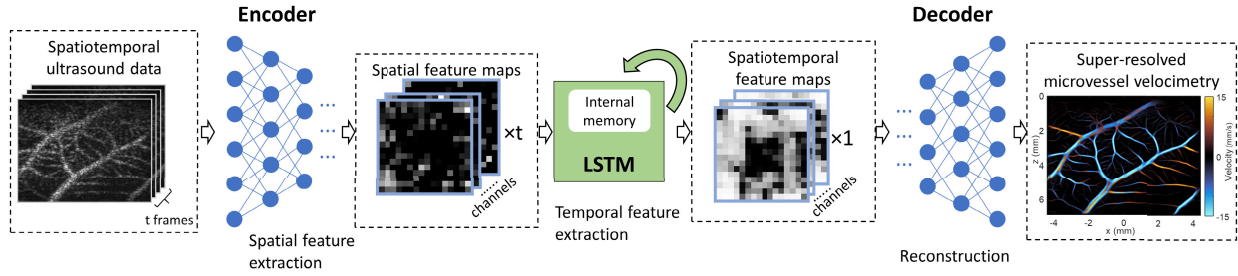 Encoder
Decoder
Spatiotemporal
ultrasound data
t frames
Spatial feature
extraction
Spatial feature maps
×t
......
channels
Internal
memory
LSTM
Temporal feature
extraction
Spatiotemporal
feature maps
×1
......
channels
Reconstruction
Super-resolved
microvessel velocimetry
0
2
4
6
z (mm)
-4
-2
0
2
4
x (mm)
15
0
-15
Velocity (mm/s)